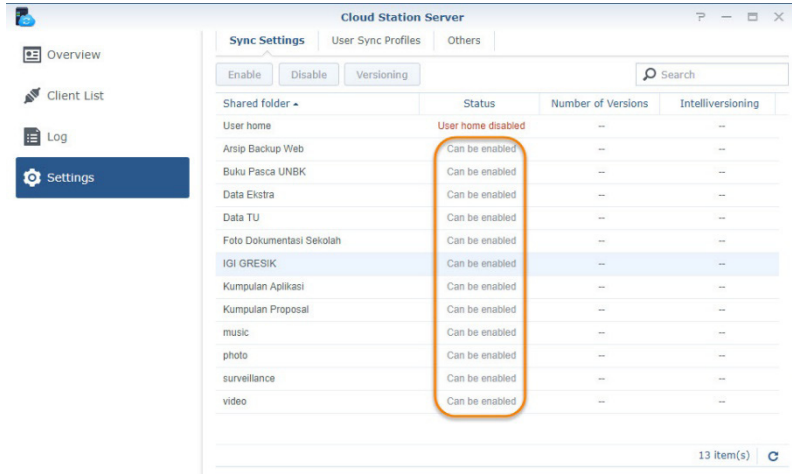 Cloud Station Server
Overview
Client List
Log
Settings
Sync Settings User Sync Profiles Others
Enable Disable Versioning Search
Shared folder Status Number of Versions Intelliversioning
User home User home disabled -- --
Arsip Backup Web Can be enabled -- --
Buku Pasca UNBK Can be enabled -- --
Data Ekstra Can be enabled -- --
Data TU Can be enabled -- --
Foto Dokumentasi Sekolah Can be enabled -- --
IGI GRESIK Can be enabled -- --
Kumpulan Aplikasi Can be enabled -- --
Kumpulan Proposal Can be enabled -- --
music Can be enabled -- --
photo Can be enabled -- --
surveillance Can be enabled -- --
video Can be enabled -- --
13 item(s)